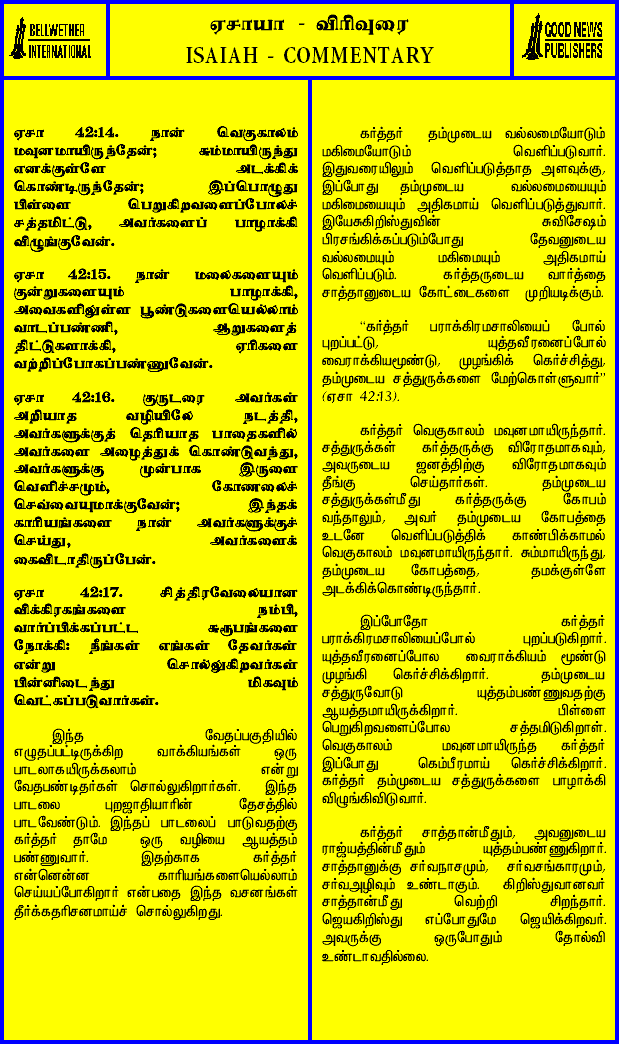 BELLWETHER
INTERNATIONAL
ஏசாயா - விரிவுரை
ISAIAH - COMMENTARY
GOOD NEWS
PUBLISHERS
ஏசா 42:14. நான் வெகுகாலம்
மவுனமாயிருந்தேன்; சும்மாயிருந்து
எனக்குள்ளே அடக்கிக்
கொண்டிருந்தேன்; இப்பொழுது
பிள்ளை பெறுகிறவளைப்போலச்
சத்தமிட்டு, அவர்களைப் பாழாக்கி
விழுங்குவேன்.
ஏசா 42:15. நான் மலைகளையும்
குன்றுகளையும் பாழாக்கி,
அவைகளிலுள்ள பூண்டுகளையெல்லாம்
வாடப்பண்ணி, ஆறுகளைத்
திட்டுகளாக்கி, ஏரிகளை
வற்றிப்போகப்பண்ணுவேன்.
ஏசா 42:16. குருடரை அவர்கள்
அறியாத வழியிலே நடத்தி,
அவர்களுக்குத் தெரியாத பாதைகளில்
அவர்களை அழைத்துக் கொண்டுவந்து,
அவர்களுக்கு முன்பாக இருளை
வெளிச்சமும், கோணலைச்
செவ்வையுமாக்குவேன்; இந்தக்
காரியங்களை நான் அவர்களுக்குச்
செய்து, அவர்களைக்
கைவிடாதிருப்பேன்.
ஏசா 42:17. சித்திரவேலையான
விக்கிரகங்களை நம்பி,
வார்ப்பிக்கப்பட்ட சுரூபங்களை
நோக்கி: நீங்கள் எங்கள் தேவர்கள்
என்று சொல்லுகிறவர்கள்
பின்னிடைந்து மிகவும்
வெட்கப்படுவார்கள்.
இந்த வேதப்பகுதியில்
எழுதப்பட்டிருக்கிற வாக்கியங்கள் ஒரு
பாடலாகயிருக்கலாம் என்று
வேதபண்டிதர்கள் சொல்லுகிறார்கள். இந்த
பாடலை புறஜாதியாரின் தேசத்தில்
பாடவேண்டும். இந்தப் பாடலைப் பாடுவதற்கு
கர்த்தர் தாமே ஒரு வழியை ஆயத்தம்
பண்ணுவார். இதற்காக கர்த்தர்
என்னென்ன காரியங்களையெல்லாம்
செய்யப்போகிறார் என்பதை இந்த வசனங்கள்
தீர்க்கதரிசனமாய்ச் சொல்லுகிறது.
கர்த்தர் தம்முடைய வல்லமையோடும்
மகிமையோடும் வெளிப்படுவார்.
இதுவரையிலும் வெளிப்படுத்தாத அளவுக்கு,
இப்போது தம்முடைய வல்லமையையும்
மகிமையையும் அதிகமாய் வெளிப்படுத்துவார்.
இயேசுகிறிஸ்துவின் சுவிசேஷம்
பிரசங்கிக்கப்படும்போது தேவனுடைய
வல்லமையும் மகிமையும் அதிகமாய்
வெளிப்படும். கர்த்தருடைய வார்த்தை
சாத்தானுடைய கோட்டைகளை முறியடிக்கும்.
“கர்த்தர் பராக்கிரமசாலியைப் போல்
புறப்பட்டு, யுத்தவீரனைப்போல்
வைராக்கியமூண்டு, முழங்கி கெர்ச்சித்து,
தம்முடைய சத்துருக்களை மேற்கொள்ளுவார்”
(ஏசா 42:13).
கர்த்தர் வெகுகாலம் மவுனமாயிருந்தார்.
சத்துருக்கள் கர்த்தருக்கு விரோதமாகவும்,
அவருடைய ஜனத்திற்கு விரோதமாகவும்
தீங்கு செய்தார்கள். தம்முடைய
சத்துருக்கள்மீது கர்த்தருக்கு கோபம்
வந்தாலும், அவர் தம்முடைய கோபத்தை
உடனே வெளிப்படுத்திக் காண்பிக்காமல்
வெகுகாலம் மவுனமாயிருந்தார். சும்மாயிருந்து,
தம்முடைய கோபத்தை, தமக்குள்ளே
அடக்கிக்கொண்டிருந்தார்.
இப்போதோ கர்த்தர்
பராக்கிரமசாலியைப்போல் புறப்படுகிறார்.
யுத்தவீரனைப்போல வைராக்கியம் மூண்டு
முழங்கி கெர்ச்சிக்கிறார். தம்முடைய
சத்துருவோடு யுத்தம்பண்ணுவதற்கு
ஆயத்தமாயிருக்கிறார். பிள்ளை
பெறுகிறவளைப்போல சத்தமிடுகிறாள்.
வெகுகாலம் மவுனமாயிருந்த கர்த்தர்
இப்போது கெம்பீரமாய் கெர்ச்சிக்கிறார்.
கர்த்தர் தம்முடைய சத்துருக்களை பாழாக்கி
விழுங்கிவிடுவார்.
கர்த்தர் சாத்தான்மீதும், அவனுடைய
ராஜ்யத்தின்மீதும் யுத்தம்பண்ணுகிறார்.
சாத்தானுக்கு சர்வநாசமும், சர்வசங்காரமும்,
சர்வஅழிவும் உண்டாகும். கிறிஸ்துவானவர்
சாத்தான்மீது வெற்றி சிறந்தார்.
ஜெயகிறிஸ்து எப்போதுமே ஜெயிக்கிறவர்.
அவருக்கு ஒருபோதும் தோல்வி
உண்டாவதில்லை.